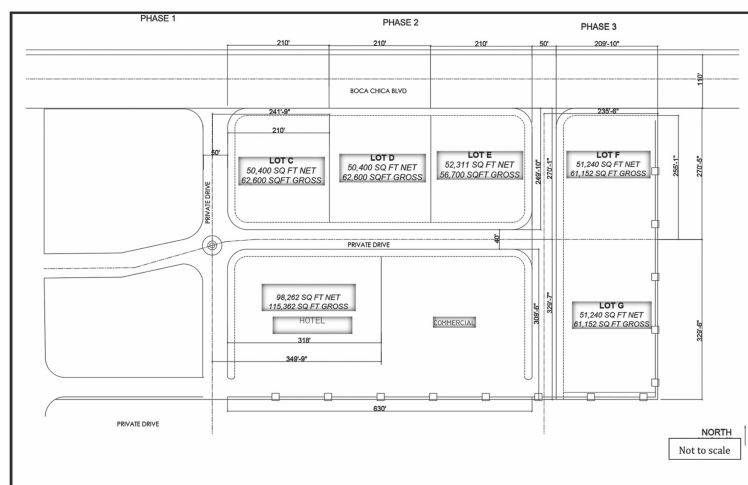 PHASE 1
PHASE 2
PHASE 3
210'
210'
210'
50'
209'-10"
110'
BOCA CHICA BLVD
241'-9"
235'-6"
210'
50'
LOT C
50,400 SQ FT NET
62,600 SQFT GROSS
LOT D
50,400 SQ FT NET
62,600 SQFT GROSS
LOT E
52,311 SQ FT NET
56,700 SQFT GROSS
LOT F
51,240 SQ FT NET
61,152 SQ FT GROSS
249'-10"
270'-1"
255'-1"
270'-5"
PRIVATE DRIVE
PRIVATE DRIVE
40'
98,262 SQ FT NET
115,362 SQ FT GROSS
HOTEL
COMMERCIAL
309'-6"
329'-7"
LOT G
51,240 SQ FT NET
61,152 SQ FT GROSS
329'-6"
318'
349'-9"
630'
PRIVATE DRIVE
NORTH
Not to scale